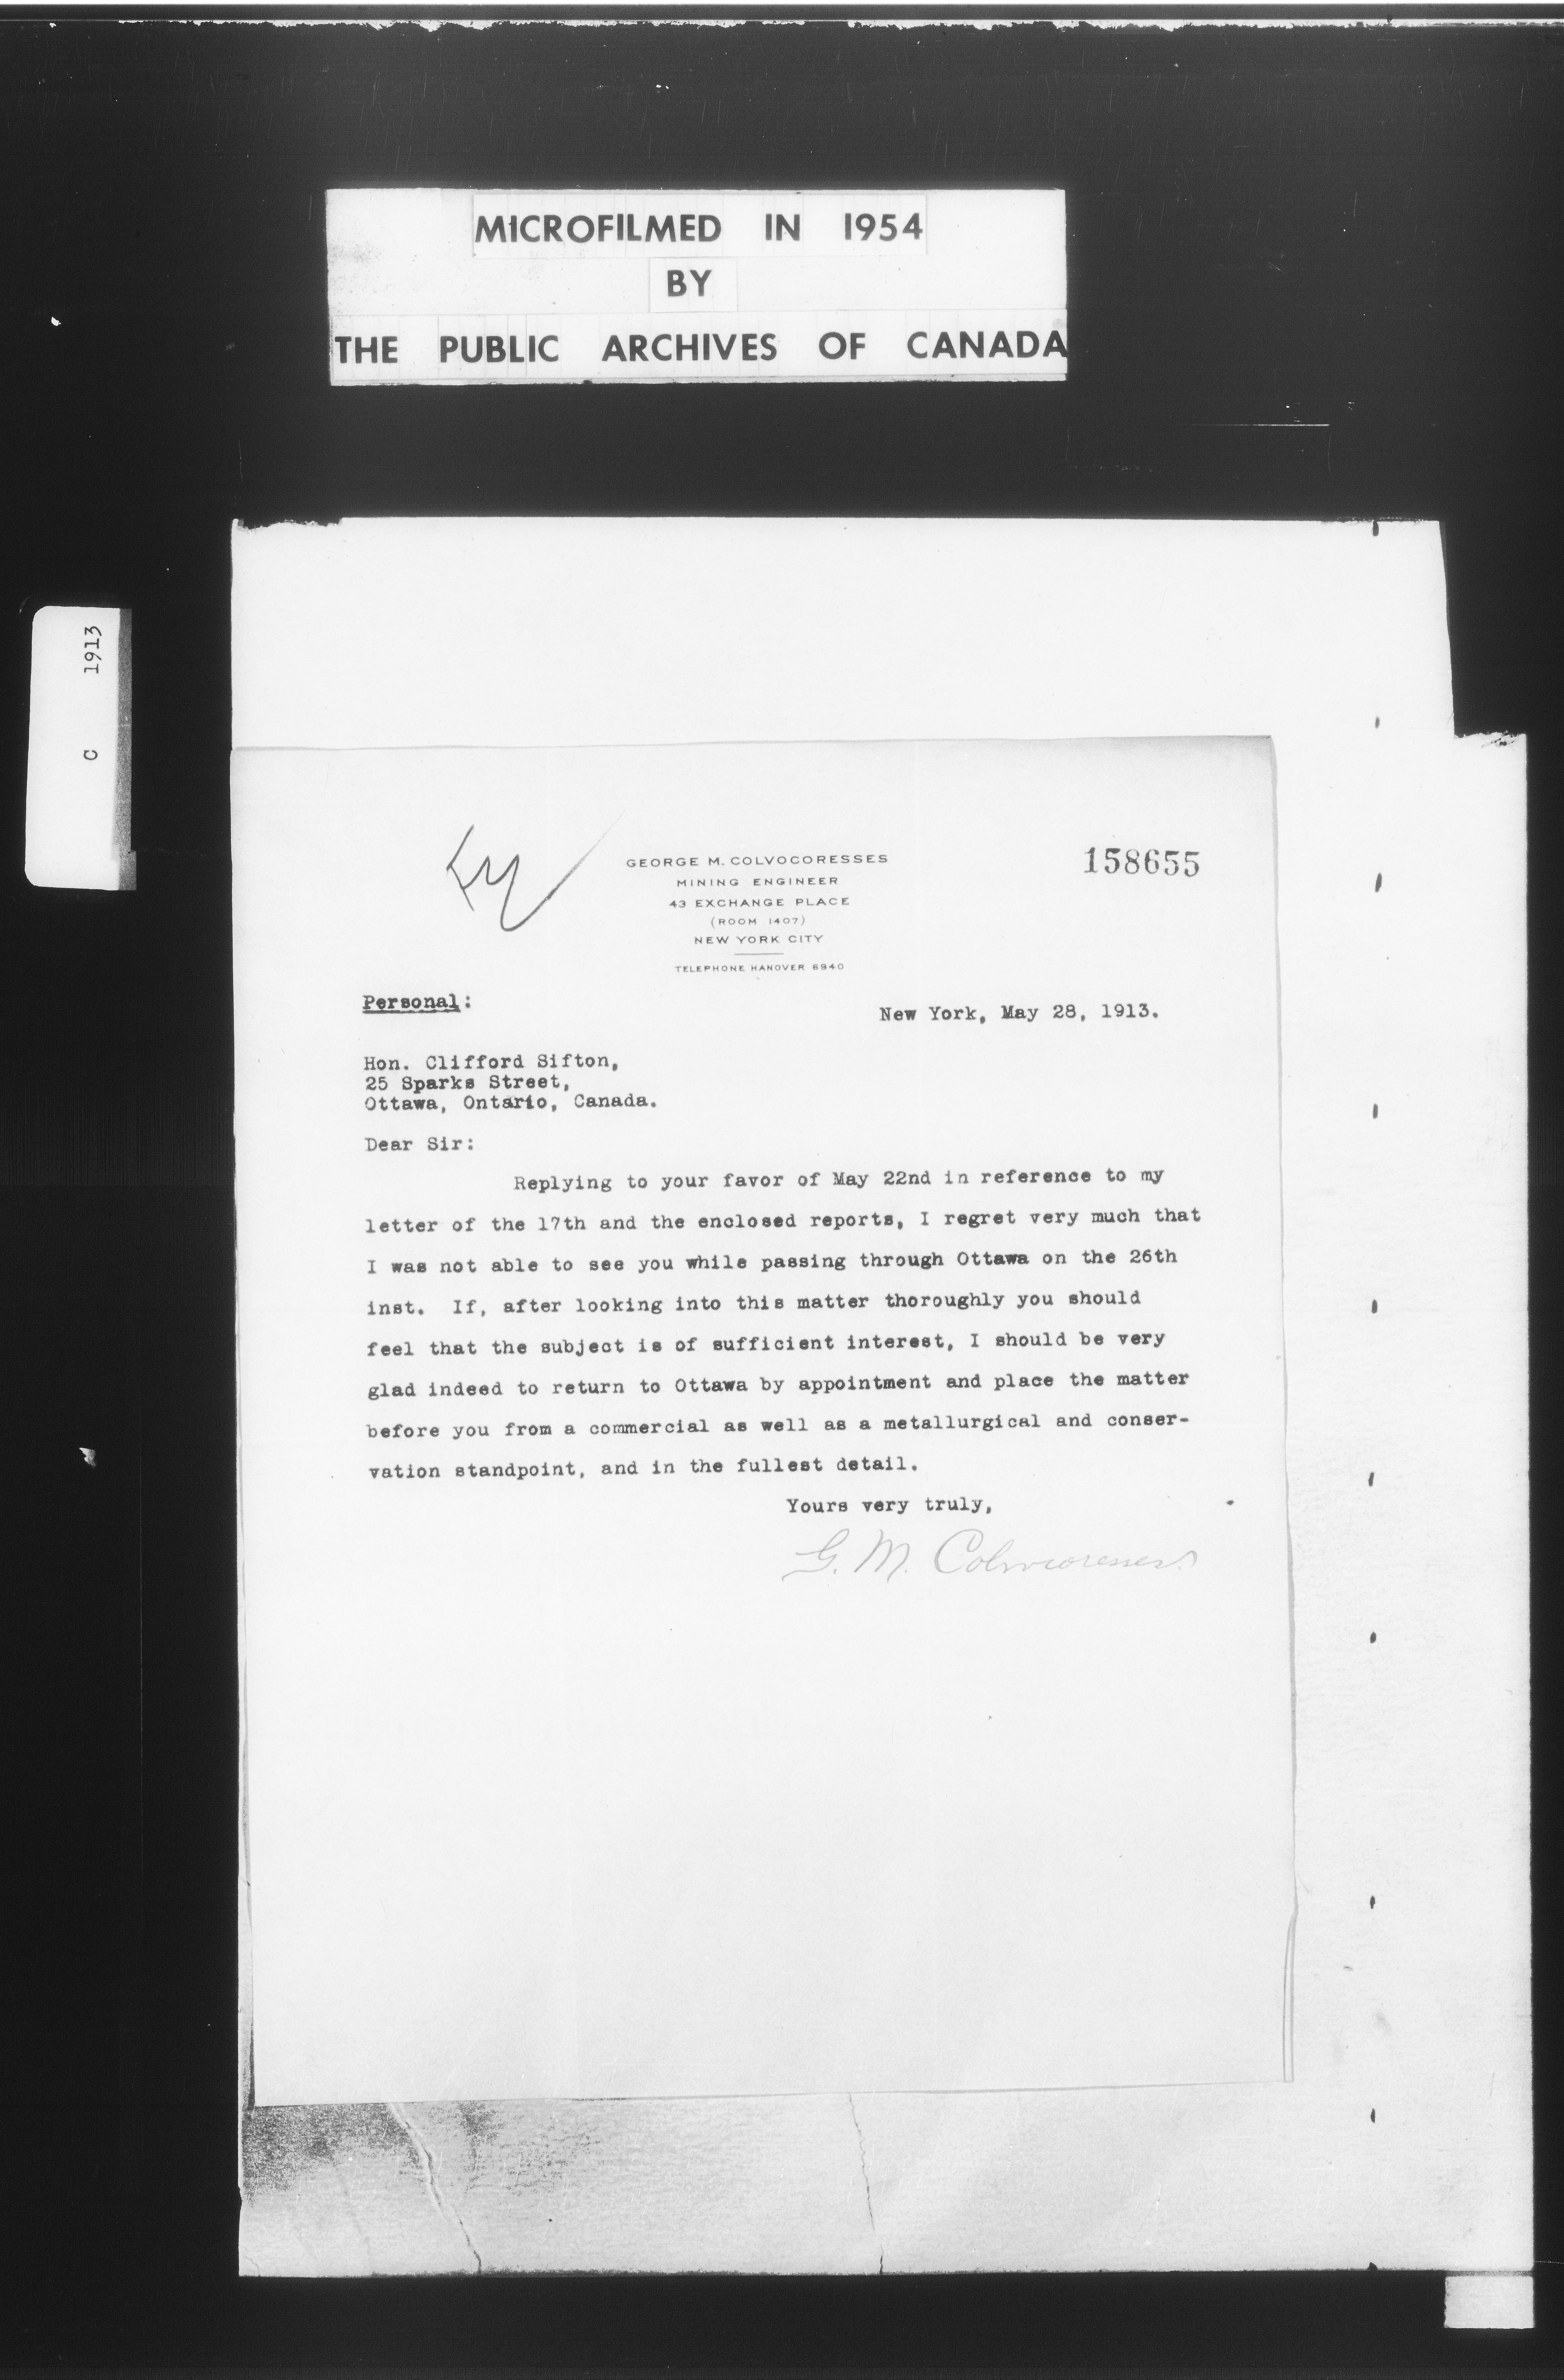 MICROFILMED IN 1954
BY
THE PUBLIC ARCHIVES OF CANADA
C 1913
158655
GEORGE M. COLVOCORESSES
MINING ENGINEER
43 EXCHANGE PLACE
(ROOM 1407)
NEW YORK CITY
TELEPHONE HANOVER 6940
Personal:
New York, May 28, 1913.
Hon. Clifford Sifton,
25 Sparks Street,
Ottawa, Ontario, Canada.
Dear Sir:
Replying to your favor of May 22nd in reference to my
letter of the 17th and the enclosed reports, I regret very much that
I was not able to see you while passing through Ottawa on the 26th
inst. If, after looking into this matter thoroughly you should
feel that the subject is of sufficient interest, I should be very
glad indeed to return to Ottawa by appointment and place the matter
before you from a commercial as well as a metallurgical and conser-
vation standpoint, and in the fullest detail.
Yours very truly,
G. M. Colvocoresses